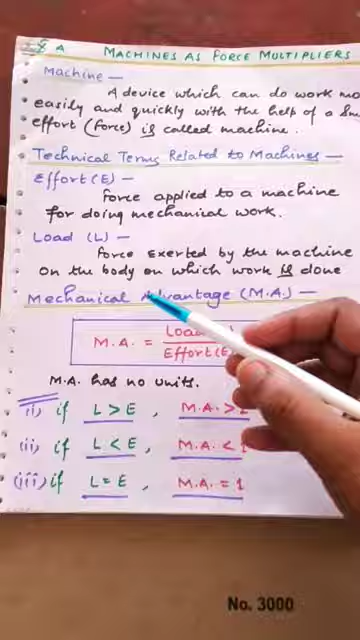 8 A MACHINES AS FORCE MULTIPLIERS
Machine —
A device which can do work
easily and quickly with the help of a
effort (force) is called machine.
Technical Terms Related to Machines —
Effort (E) —
Force applied to a machine
for doing mechanical work.
Load (L) —
Force exerted by the machine
on the body on which work is done
Mechanical Advantage (M.A.) —
M.A. = Load / Effort (E
M.A. has no units.
(i) if L > E , M.A. >
(ii) if L < E , M.A. < 1
(iii) if L = E , M.A. = 1
No. 3000